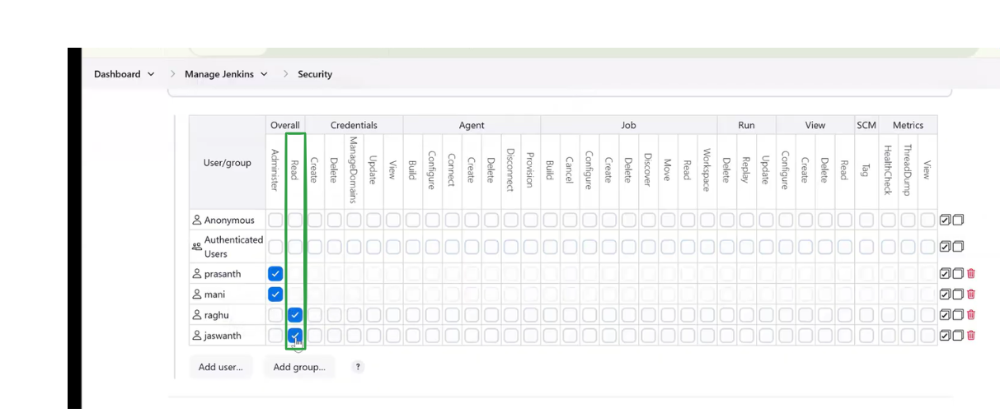 Dashboard > Manage Jenkins > Security
Overall Credentials Agent Job Run View SCM Metrics
User/group Administer Read Create Delete ManageDomains Update View Build Configure Connect Create Delete Disconnect Provision Build Cancel Configure Create Delete Discover Move Read Workspace Delete Replay Update Configure Create Delete Read Tag HealthCheck ThreadDump View
Anonymous
Authenticated
Users
prasanth
mani
raghu
jaswanth
Add user... Add group... ?